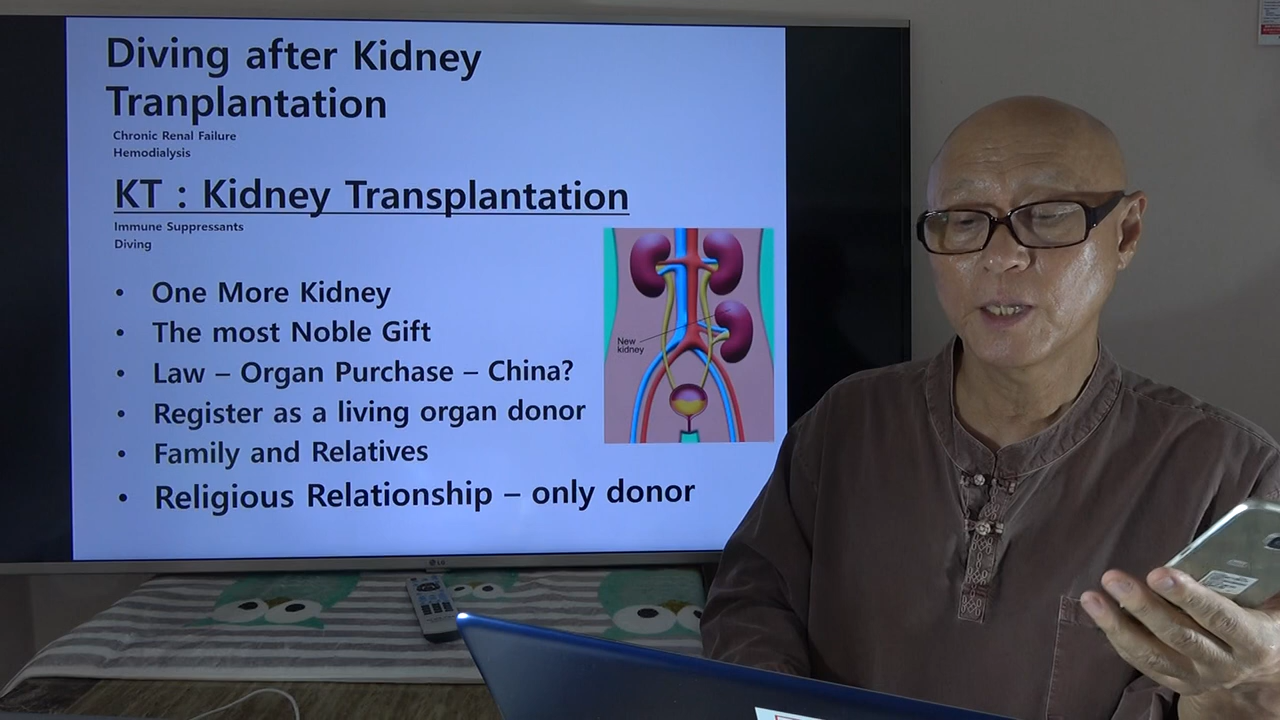 Diving after Kidney
Tranplantation
Chronic Renal Failure
Hemodialysis
KT : Kidney Transplantation
Immune Suppressants
Diving
• One More Kidney
• The most Noble Gift
• Law – Organ Purchase – China?
• Register as a living organ donor
• Family and Relatives
• Religious Relationship – only donor
New
kidney
LG